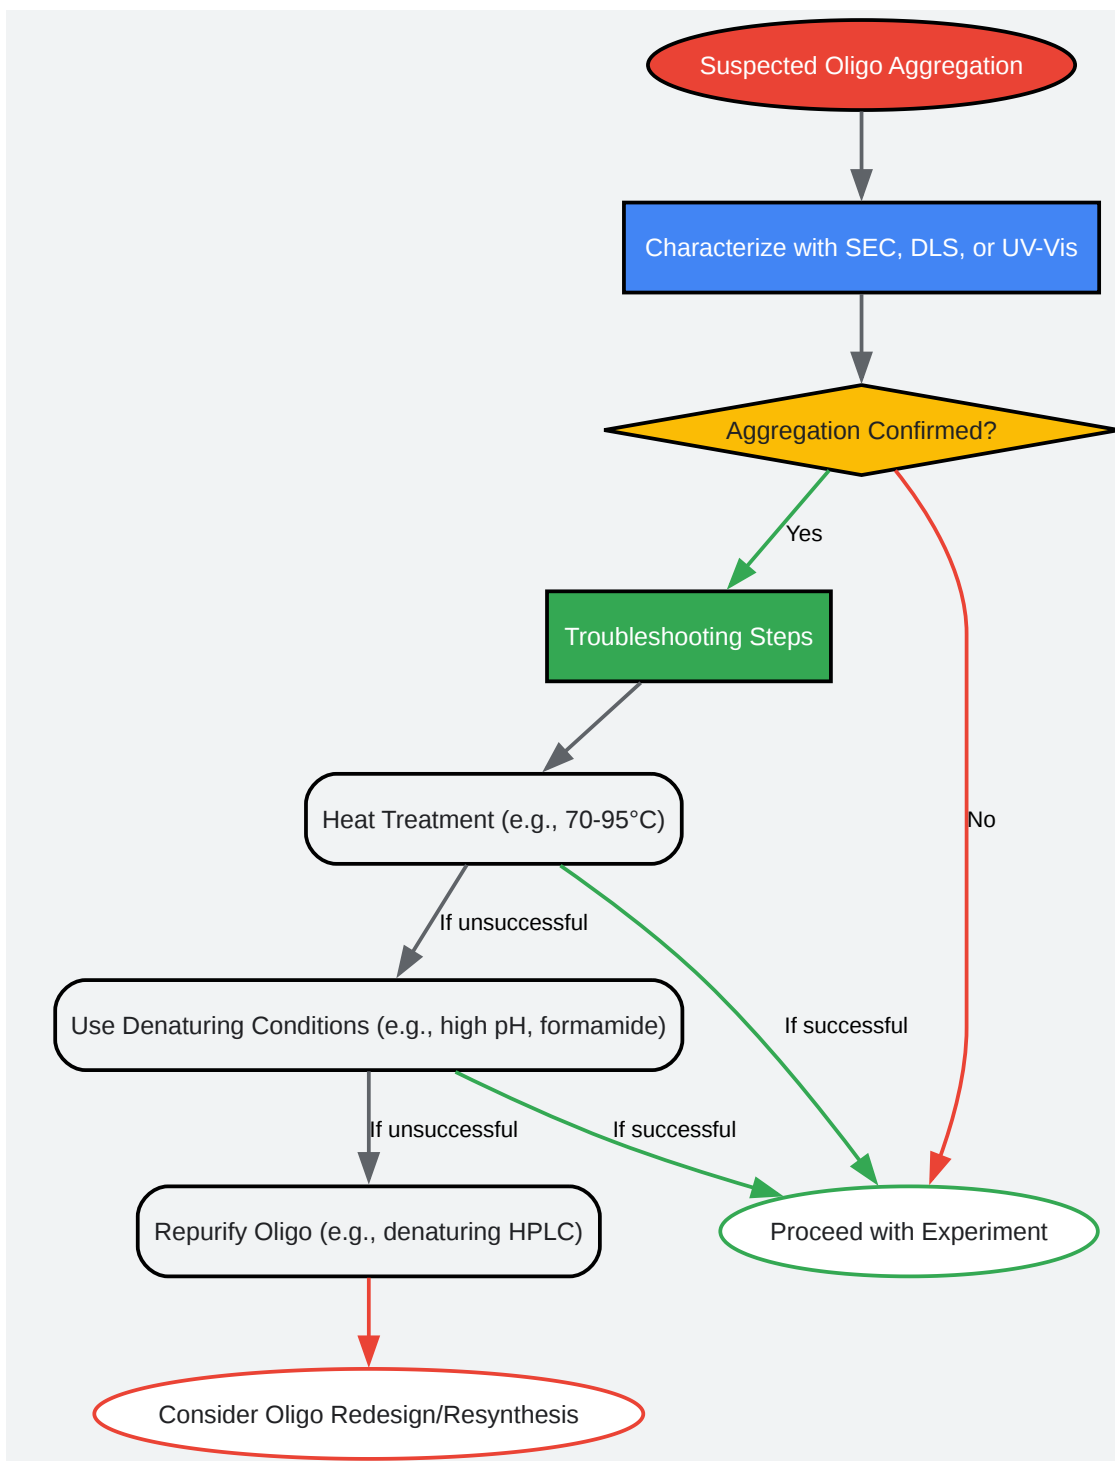 Suspected Oligo Aggregation
Characterize with SEC, DLS, or UV-Vis
Aggregation Confirmed?
Yes
Troubleshooting Steps
Heat Treatment (e.g., 70-95°C)
No
If unsuccessful
Use Denaturing Conditions (e.g., high pH, formamide)
If successful
If unsuccessful
If successful
Repurify Oligo (e.g., denaturing HPLC)
Proceed with Experiment
Consider Oligo Redesign/Resynthesis